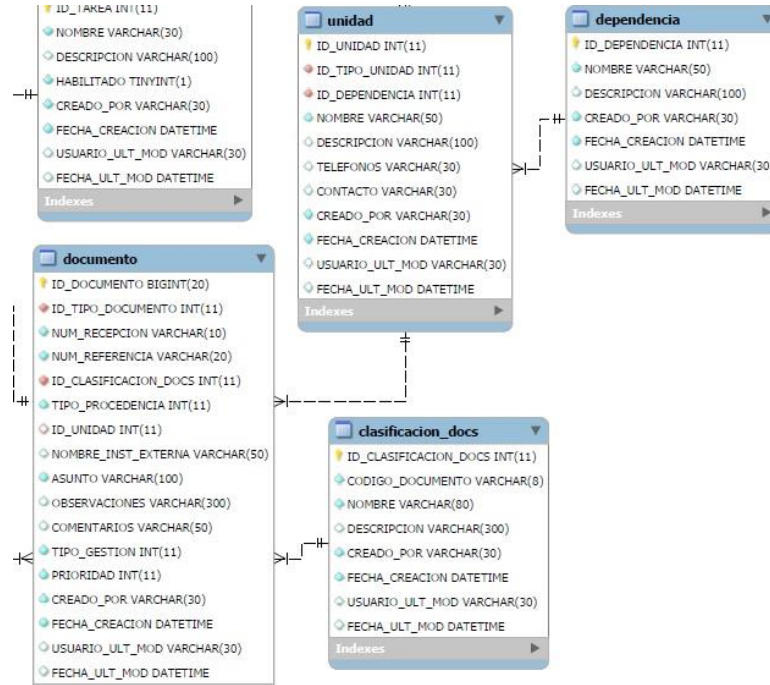 ID_TAREA INT(11)
NOMBRE VARCHAR(30)
DESCRIPCION VARCHAR(100)
HABILITADO TINYINT(1)
CREADO_POR VARCHAR(30)
FECHA_CREACION DATETIME
USUARIO_ULT_MOD VARCHAR(30)
FECHA_ULT_MOD DATETIME
Indexes
unidad
ID_UNIDAD INT(11)
ID_TIPO_UNIDAD INT(11)
ID_DEPENDENCIA INT(11)
NOMBRE VARCHAR(50)
DESCRIPCION VARCHAR(100)
TELEFONOS VARCHAR(30)
CONTACTO VARCHAR(30)
CREADO_POR VARCHAR(30)
FECHA_CREACION DATETIME
USUARIO_ULT_MOD VARCHAR(30)
FECHA_ULT_MOD DATETIME
Indexes
dependencia
ID_DEPENDENCIA INT(11)
NOMBRE VARCHAR(50)
DESCRIPCION VARCHAR(100)
CREADO_POR VARCHAR(30)
FECHA_CREACION DATETIME
USUARIO_ULT_MOD VARCHAR(30
FECHA_ULT_MOD DATETIME
Indexes
documento
ID_DOCUMENTO BIGINT(20)
ID_TIPO_DOCUMENTO INT(11)
NUM_RECEPCION VARCHAR(10)
NUM_REFERENCIA VARCHAR(20)
ID_CLASIFICACION_DOCS INT(11)
TIPO_PROCEDENCIA INT(11)
ID_UNIDAD INT(11)
NOMBRE_INST_EXTERNA VARCHAR(50)
ASUNTO VARCHAR(100)
OBSERVACIONES VARCHAR(300)
COMENTARIOS VARCHAR(50)
TIPO_GESTION INT(11)
PRIORIDAD INT(11)
CREADO_POR VARCHAR(30)
FECHA_CREACION DATETIME
USUARIO_ULT_MOD VARCHAR(30)
FECHA_ULT_MOD DATETIME
clasificacion_docs
ID_CLASIFICACION_DOCS INT(11)
CODIGO_DOCUMENTO VARCHAR(8)
NOMBRE VARCHAR(80)
DESCRIPCION VARCHAR(300)
CREADO_POR VARCHAR(30)
FECHA_CREACION DATETIME
USUARIO_ULT_MOD VARCHAR(30)
FECHA_ULT_MOD DATETIME
Indexes